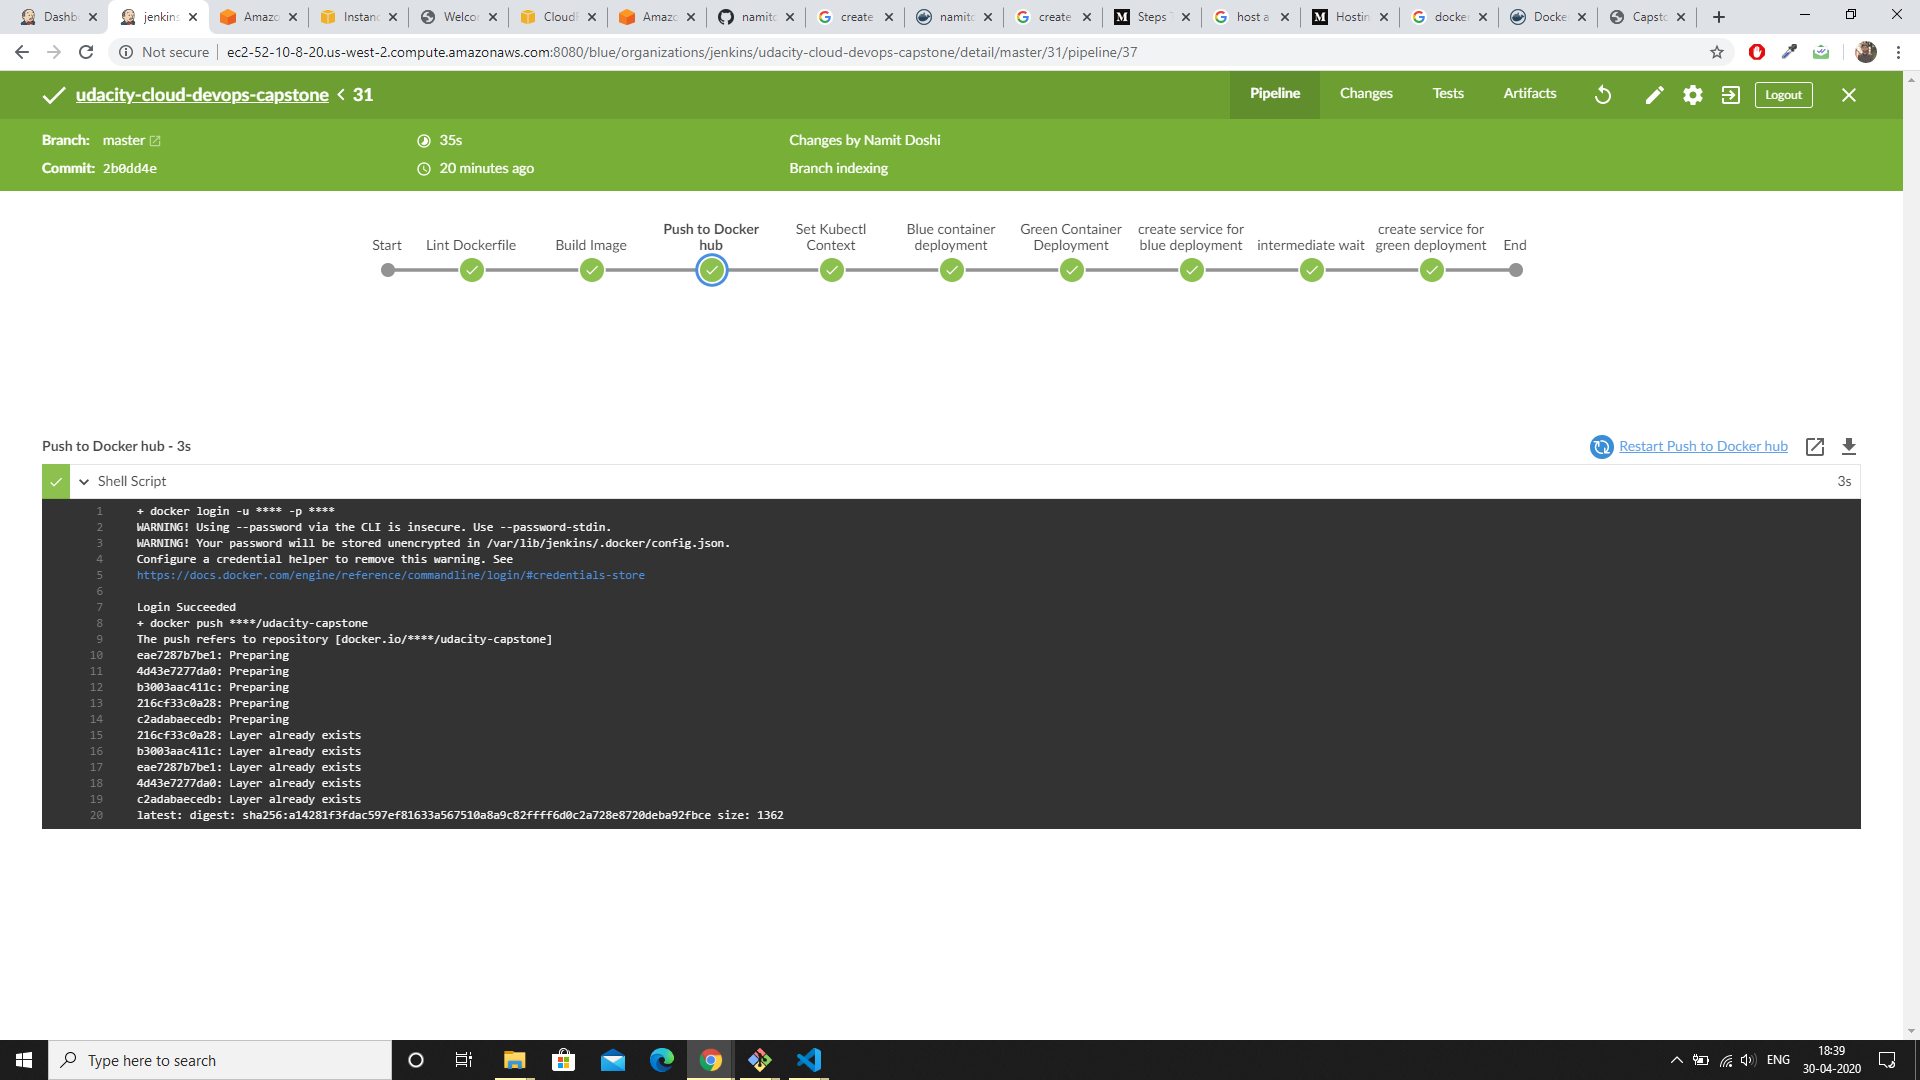 Dashb
jenkins
Amazo
Instanc
Welcor
CloudF
Amazo
namitd
create
namitd
create
Steps T
host a
Hostin
docker
Docke
Capsto
Not secure
ec2-52-10-8-20.us-west-2.compute.amazonaws.com:8080/blue/organizations/jenkins/udacity-cloud-devops-capstone/detail/master/31/pipeline/37
udacity-cloud-devops-capstone < 31
Pipeline
Changes
Tests
Artifacts
Logout
Branch: master
35s
Changes by Namit Doshi
Commit: 2b0dd4e
20 minutes ago
Branch indexing
Start
Lint Dockerfile
Build Image
Push to Docker
hub
Set Kubectl
Context
Blue container
deployment
Green Container
Deployment
create service for
blue deployment
intermediate wait
create service for
green deployment
End
Push to Docker hub - 3s
Restart Push to Docker hub
Shell Script
3s
1 + docker login -u **** -p ****
2 WARNING! Using --password via the CLI is insecure. Use --password-stdin.
3 WARNING! Your password will be stored unencrypted in /var/lib/jenkins/.docker/config.json.
4 Configure a credential helper to remove this warning. See
5 https://docs.docker.com/engine/reference/commandline/login/#credentials-store
6
7 Login Succeeded
8 + docker push ****/udacity-capstone
9 The push refers to repository [docker.io/****/udacity-capstone]
10 eae7287b7be1: Preparing
11 4d43e7277da0: Preparing
12 b3003aac411c: Preparing
13 216cf33c0a28: Preparing
14 c2adabaecedb: Preparing
15 216cf33c0a28: Layer already exists
16 b3003aac411c: Layer already exists
17 eae7287b7be1: Layer already exists
18 4d43e7277da0: Layer already exists
19 c2adabaecedb: Layer already exists
20 latest: digest: sha256:a14281f3fdac597ef81633a567510a8a9c82ffff6d0c2a728e8720deba92fbce size: 1362
Type here to search
ENG
18:39
30-04-2020